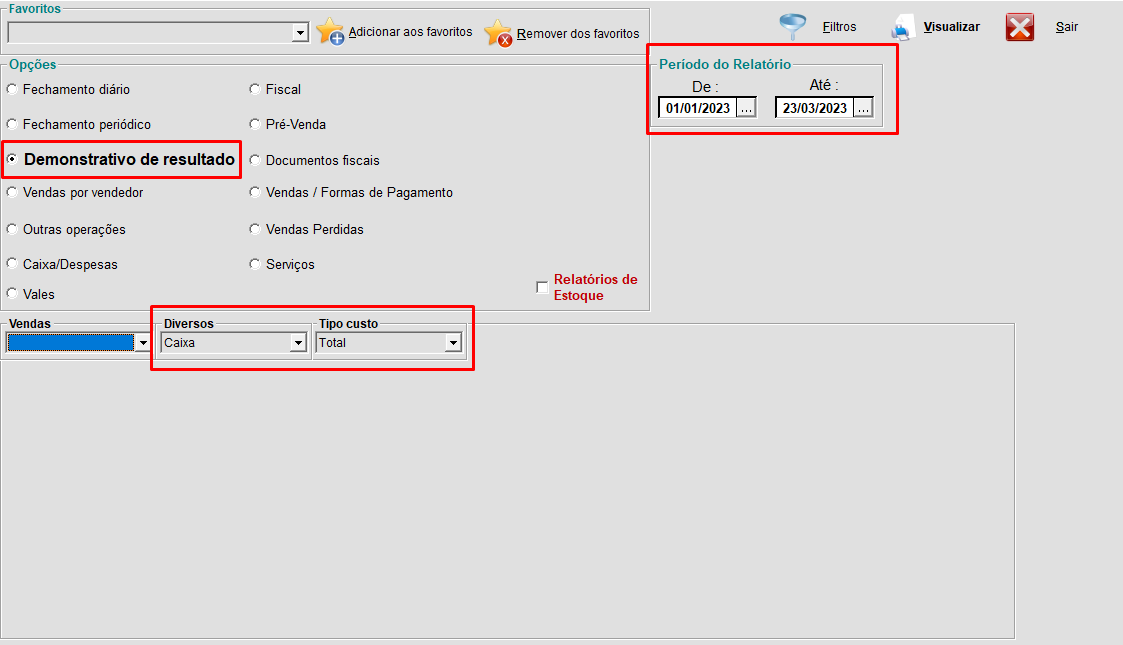 Favoritos
Adicionar aos favoritos
Remover dos favoritos
Filtros
Visualizar
Sair
Opções
Fechamento diário
Fiscal
Fechamento periódico
Pré-Venda
Demonstrativo de resultado
Documentos fiscais
Vendas por vendedor
Vendas / Formas de Pagamento
Outras operações
Vendas Perdidas
Caixa/Despesas
Serviços
Vales
Relatórios de
Estoque
Período do Relatório
De :
Até :
01/01/2023 ...
23/03/2023 ...
Vendas
Diversos
Tipo custo
Caixa
Total